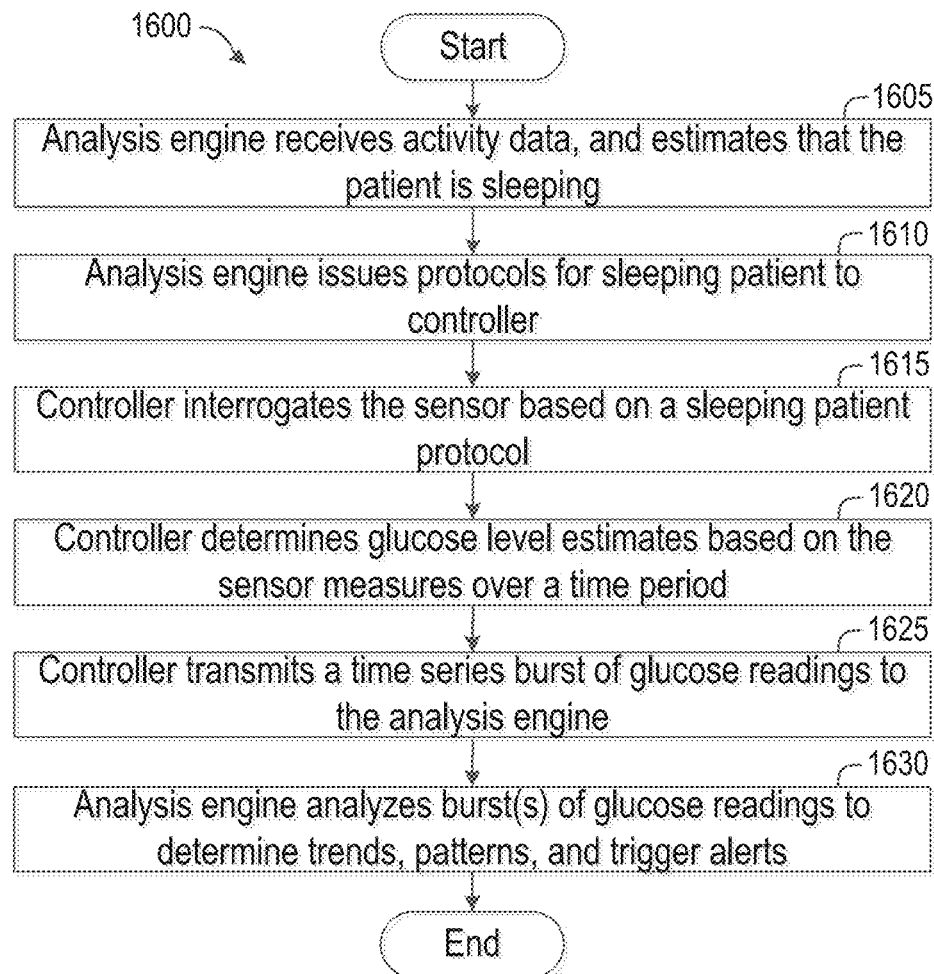 1600
Start
1605
Analysis engine receives activity data, and estimates that the
patient is sleeping
1610
Analysis engine issues protocols for sleeping patient to
controller
1615
Controller interrogates the sensor based on a sleeping patient
protocol
1620
Controller determines glucose level estimates based on the
sensor measures over a time period
1625
Controller transmits a time series burst of glucose readings to
the analysis engine
1630
Analysis engine analyzes burst(s) of glucose readings to
determine trends, patterns, and trigger alerts
End